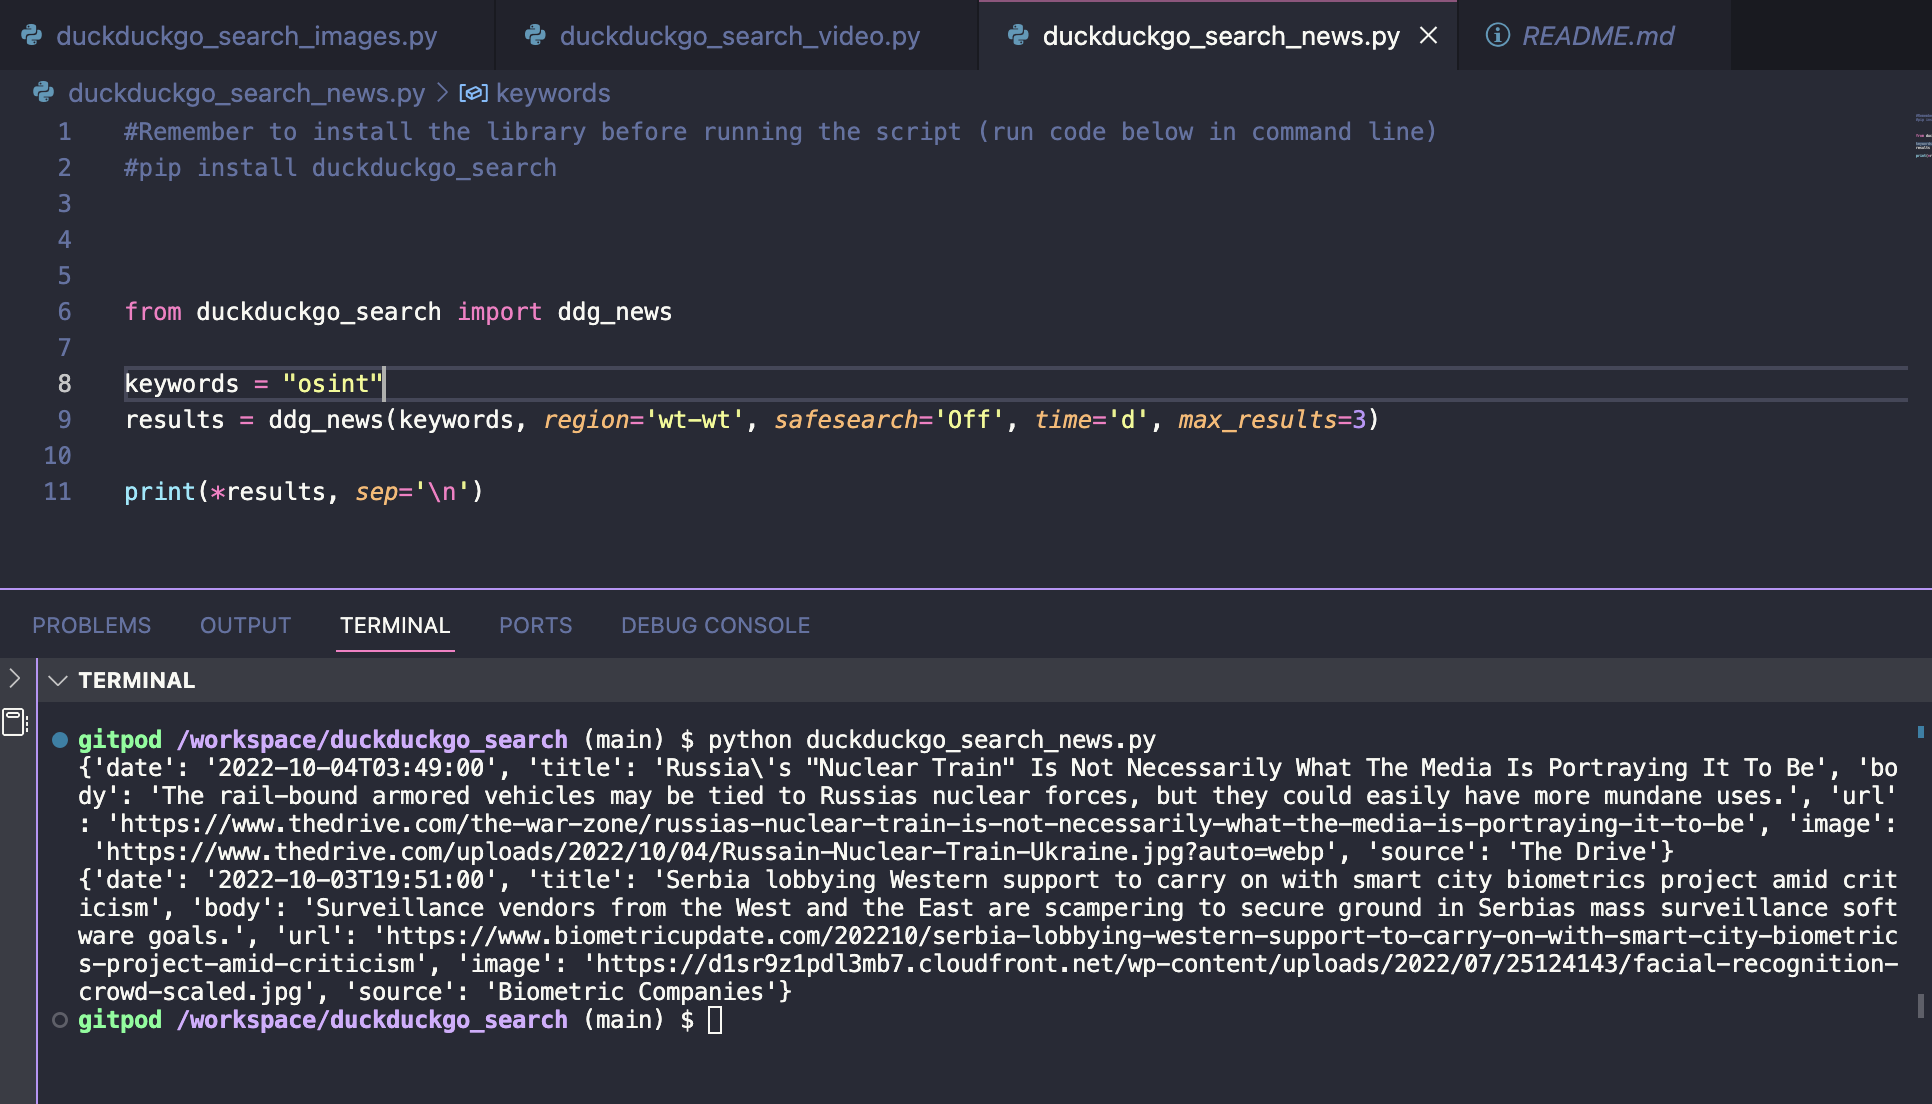 duckduckgo_search_images.py duckduckgo_search_video.py duckduckgo_search_news.py README.md
duckduckgo_search_news.py > keywords
1 #Remember to install the library before running the script (run code below in command line)
2 #pip install duckduckgo_search
3
4
5
6 from duckduckgo_search import ddg_news
7
8 keywords = "osint"
9 results = ddg_news(keywords, region='wt-wt', safesearch='Off', time='d', max_results=3)
10
11 print(*results, sep='\n')
PROBLEMS OUTPUT TERMINAL PORTS DEBUG CONSOLE
TERMINAL
gitpod /workspace/duckduckgo_search (main) $ python duckduckgo_search_news.py
{'date': '2022-10-04T03:49:00', 'title': 'Russia\'s "Nuclear Train" Is Not Necessarily What The Media Is Portraying It To Be', 'bo
dy': 'The rail-bound armored vehicles may be tied to Russias nuclear forces, but they could easily have more mundane uses.', 'url'
: 'https://www.thedrive.com/the-war-zone/russias-nuclear-train-is-not-necessarily-what-the-media-is-portraying-it-to-be', 'image':
'https://www.thedrive.com/uploads/2022/10/04/Russain-Nuclear-Train-Ukraine.jpg?auto=webp', 'source': 'The Drive'}
{'date': '2022-10-03T19:51:00', 'title': 'Serbia lobbying Western support to carry on with smart city biometrics project amid crit
icism', 'body': 'Surveillance vendors from the West and the East are scampering to secure ground in Serbias mass surveillance soft
ware goals.', 'url': 'https://www.biometricupdate.com/202210/serbia-lobbying-western-support-to-carry-on-with-smart-city-biometric
s-project-amid-criticism', 'image': 'https://d1sr9z1pdl3mb7.cloudfront.net/wp-content/uploads/2022/07/25124143/facial-recognition-
crowd-scaled.jpg', 'source': 'Biometric Companies'}
gitpod /workspace/duckduckgo_search (main) $